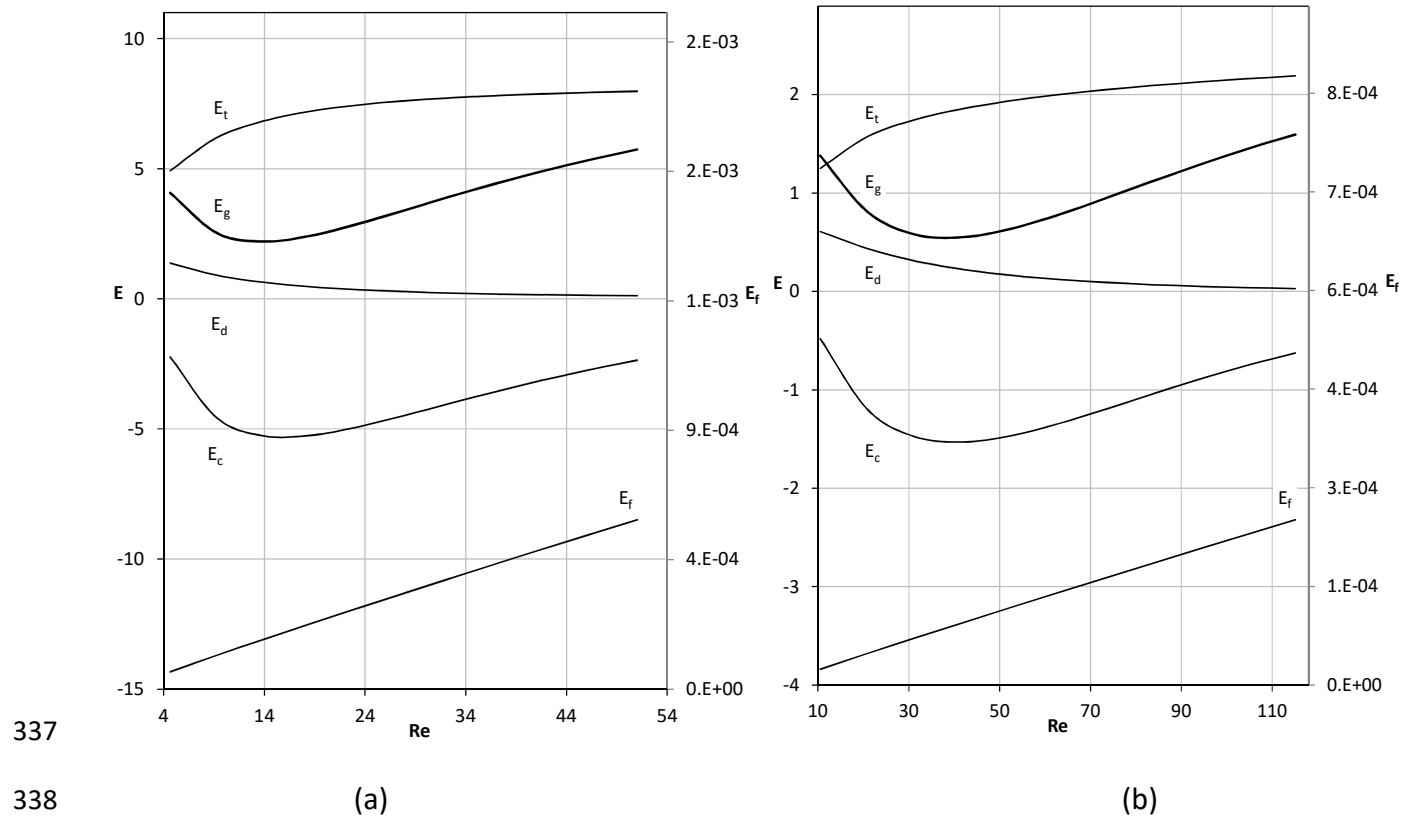 10
5
0
-5
-10
-15
E
2.E-03
2.E-03
1.E-03
9.E-04
4.E-04
0.E+00
E_f
E_t
E_g
E_d
E_c
E_f
4 14 24 34 44 54
Re
2
1
0
-1
-2
-3
-4
E
8.E-04
7.E-04
6.E-04
4.E-04
3.E-04
1.E-04
0.E+00
E_f
E_t
E_g
E_d
E_c
E_f
10 30 50 70 90 110
Re
337
338 (a) (b)